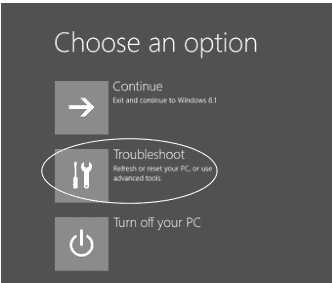 Choose an option
Continue
Exit and continue to Windows 8.1
Troubleshoot
Refresh or reset your PC, or use
advanced tools
Turn off your PC